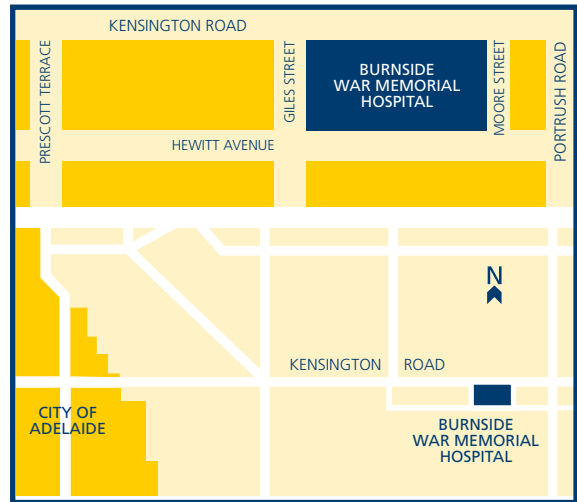 KENSINGTON ROAD
PRESCOTT TERRACE
GILES STREET
BURNSIDE
WAR MEMORIAL
HOSPITAL
MOORE STREET
PORTRUSH ROAD
HEWITT AVENUE
N
KENSINGTON ROAD
CITY OF
ADELAIDE
BURNSIDE
WAR MEMORIAL
HOSPITAL